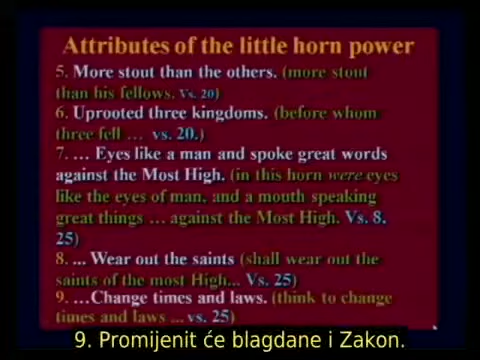 Attributes of the little horn power
5. More stout than the others. (more stout
than his fellows. Vs. 20)
6. Uprooted three kingdoms. (before whom
three fell ... vs. 20.)
7. ... Eyes like a man and spoke great words
against the Most High. (in this horn were eyes
like the eyes of man, and a mouth speaking
great things ... against the Most High. Vs. 8,
25)
8. ... Wear out the saints (shall wear out the
saints of the most High... Vs. 25)
9. ...Change times and laws. (think to change
times and laws ... vs. 25)
9. Promijenit će blagdane i Zakon.